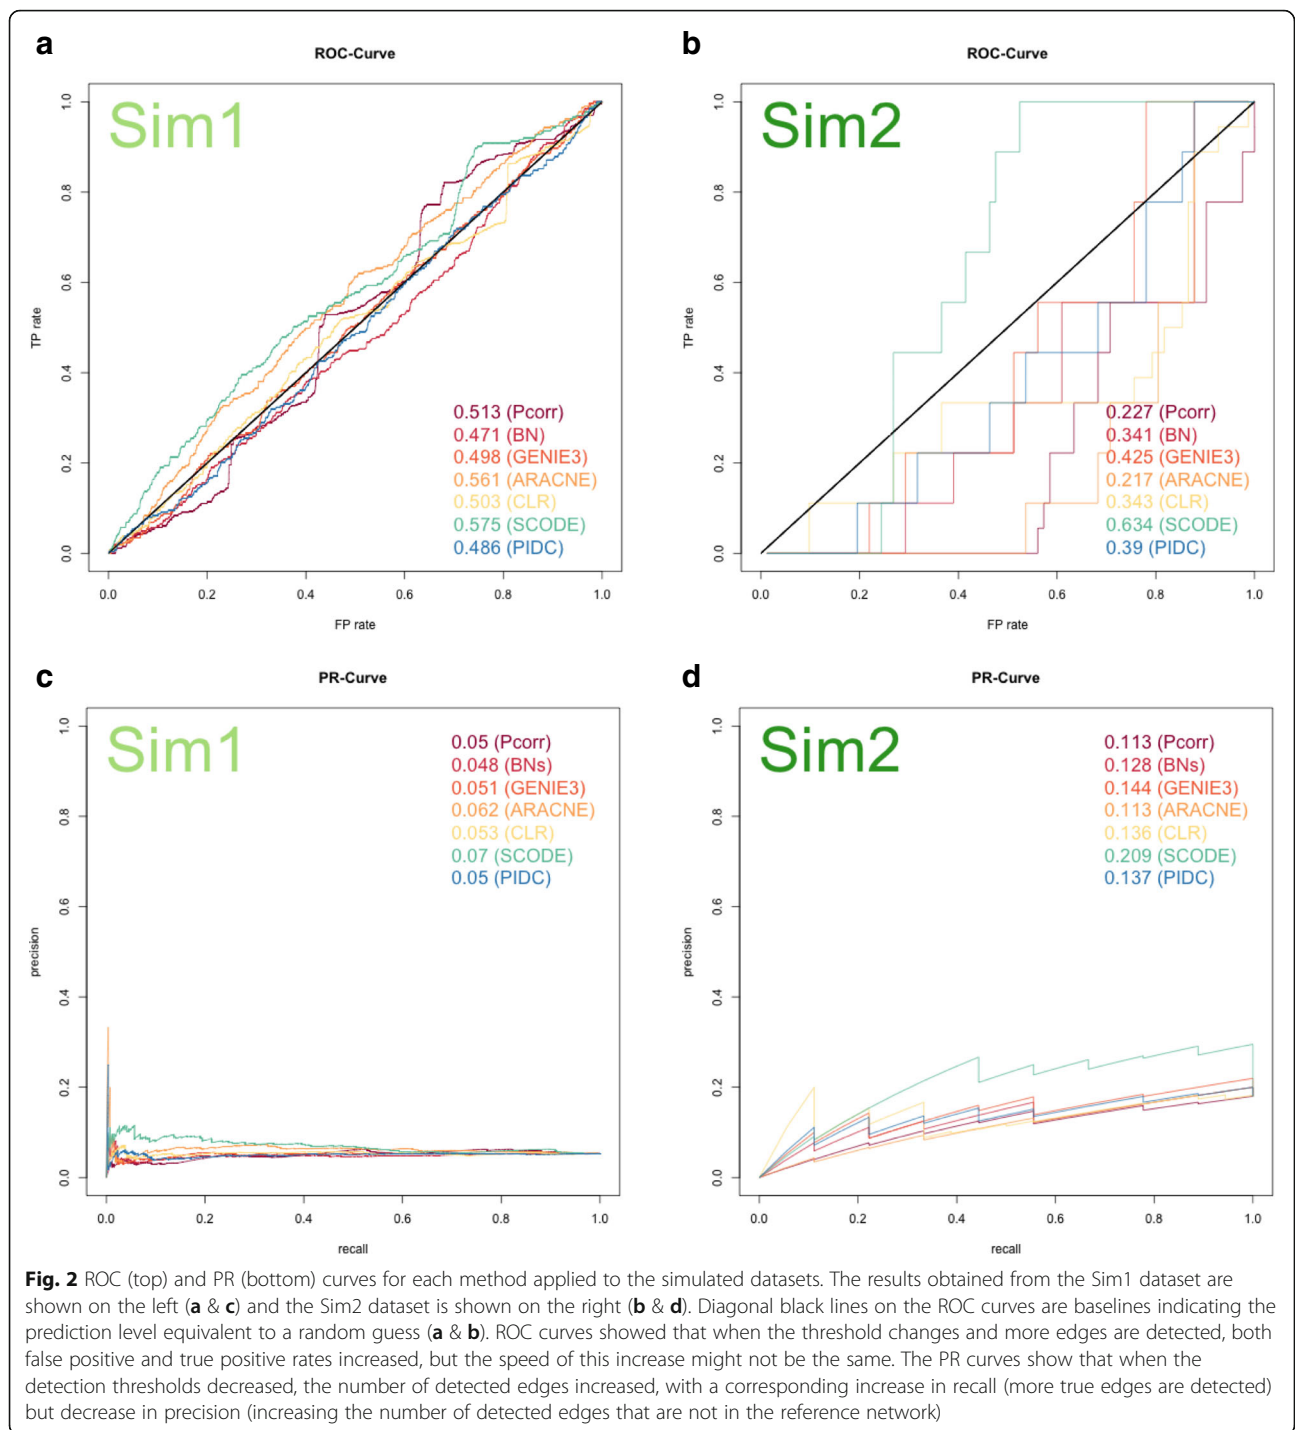 a
ROC-Curve
Sim1
1.0
0.8
0.6
0.4
0.2
0.0
TP rate
0.513 (Pcorr)
0.471 (BN)
0.498 (GENIE3)
0.561 (ARACNE)
0.503 (CLR)
0.575 (SCODE)
0.486 (PIDC)
0.0 0.2 0.4 0.6 0.8 1.0
FP rate
b
ROC-Curve
Sim2
1.0
0.8
0.6
0.4
0.2
0.0
TP rate
0.227 (Pcorr)
0.341 (BN)
0.425 (GENIE3)
0.217 (ARACNE)
0.343 (CLR)
0.634 (SCODE)
0.39 (PIDC)
0.0 0.2 0.4 0.6 0.8 1.0
FP rate
c
PR-Curve
Sim1
1.0
0.8
0.6
0.4
0.2
0.0
precision
0.05 (Pcorr)
0.048 (BNs)
0.051 (GENIE3)
0.062 (ARACNE)
0.053 (CLR)
0.07 (SCODE)
0.05 (PIDC)
0.0 0.2 0.4 0.6 0.8 1.0
recall
d
PR-Curve
Sim2
1.0
0.8
0.6
0.4
0.2
0.0
precision
0.113 (Pcorr)
0.128 (BNs)
0.144 (GENIE3)
0.113 (ARACNE)
0.136 (CLR)
0.209 (SCODE)
0.137 (PIDC)
0.0 0.2 0.4 0.6 0.8 1.0
recall
Fig. 2 ROC (top) and PR (bottom) curves for each method applied to the simulated datasets. The results obtained from the Sim1 dataset are
shown on the left (a & c) and the Sim2 dataset is shown on the right (b & d). Diagonal black lines on the ROC curves are baselines indicating the
prediction level equivalent to a random guess (a & b). ROC curves showed that when the threshold changes and more edges are detected, both
false positive and true positive rates increased, but the speed of this increase might not be the same. The PR curves show that when the
detection thresholds decreased, the number of detected edges increased, with a corresponding increase in recall (more true edges are detected)
but decrease in precision (increasing the number of detected edges that are not in the reference network)